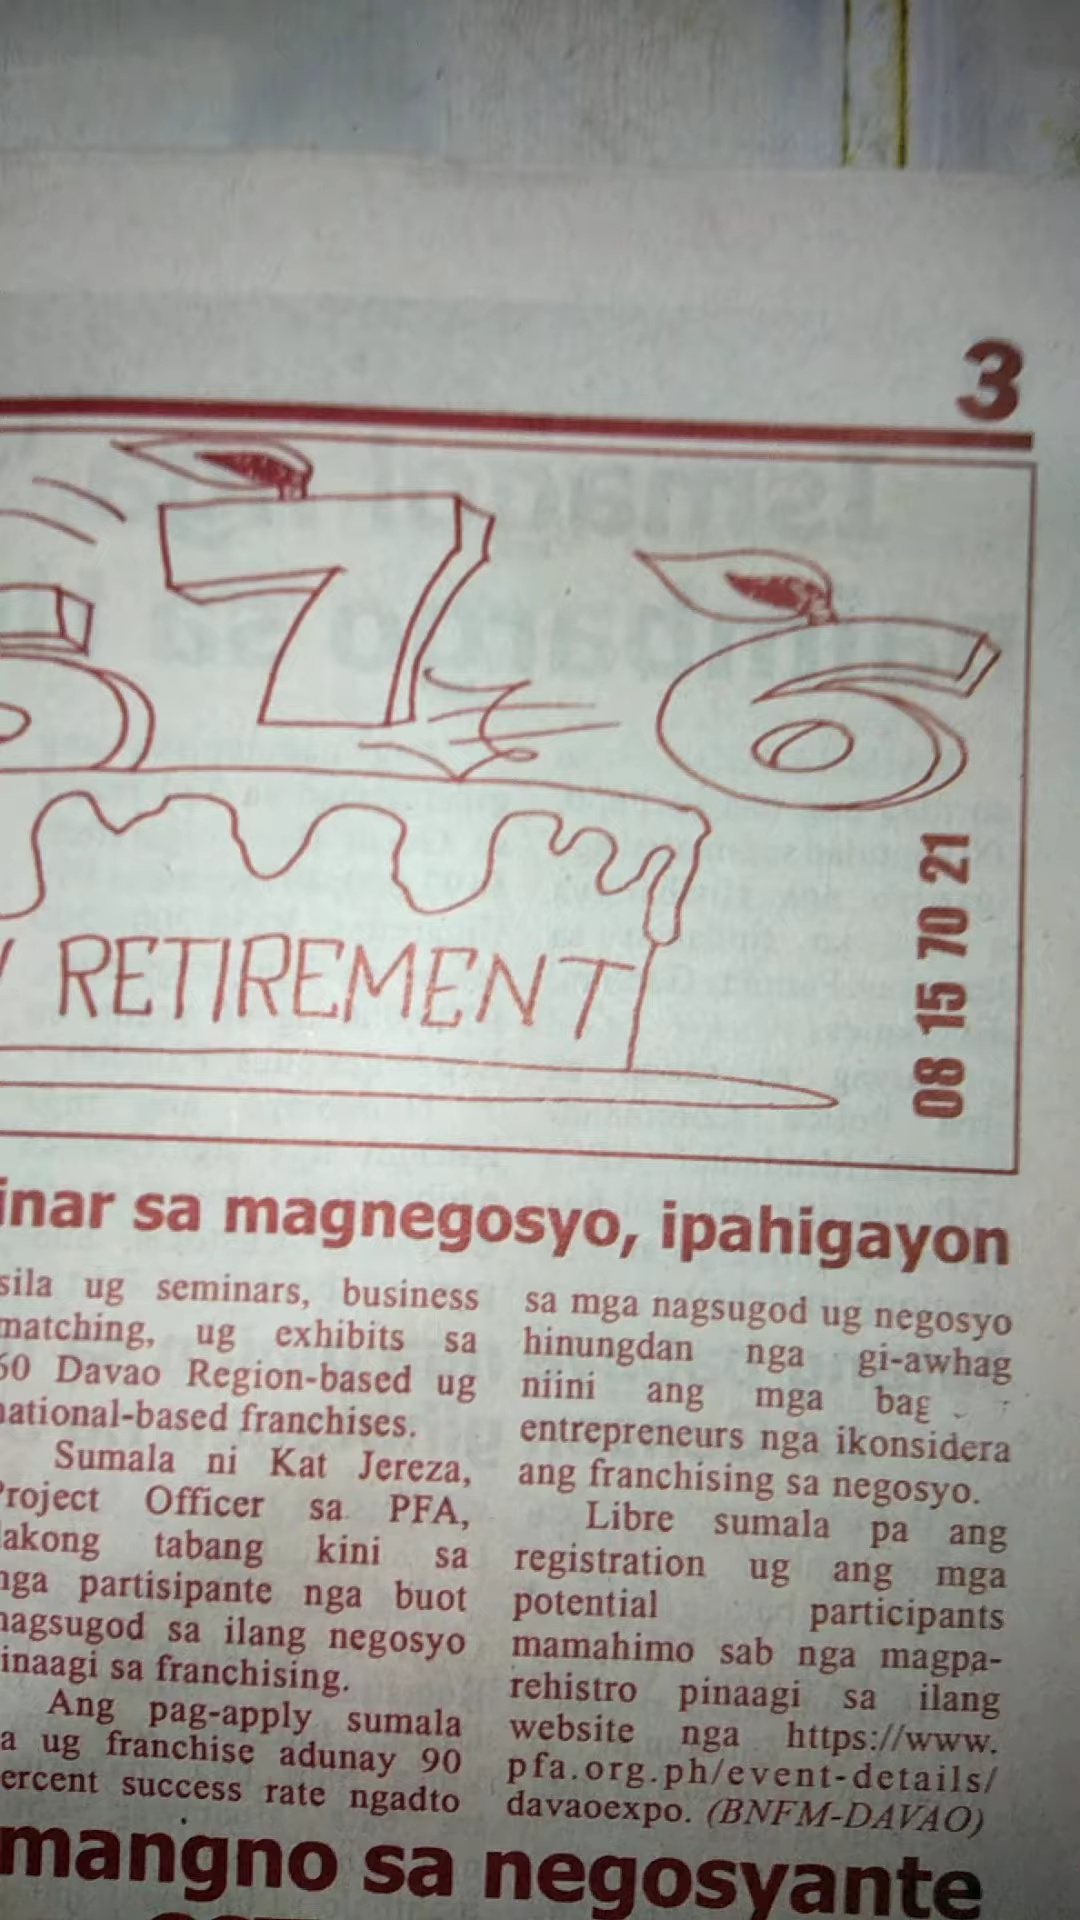 3
7
6
RETIREMENT
08 15 70 21
sa magnegosyo, ipahigayon
sila ug seminars, business
matching, ug exhibits sa
60 Davao Region-based ug
national-based franchises.
Sumala ni Kat Jereza,
Project Officer sa PFA,
dakong tabang kini sa
mga partisipante nga buot
magsugod sa ilang negosyo
pinaagi sa franchising.
Ang pag-apply sumala
ug franchise adunay 90
percent success rate ngadto
sa mga nagsugod ug negosyo
hinungdan nga gi-awhag
niini ang mga bag
entrepreneurs nga ikonsidera
ang franchising sa negosyo.
Libre sumala pa ang
registration ug ang mga
potential participants
mamahimo sab nga magpa-
rehistro pinaagi sa ilang
website nga https://www.
pfa.org.ph/event-details/
davaoexpo. (BNFM-DAVAO)
mangno sa negosyante